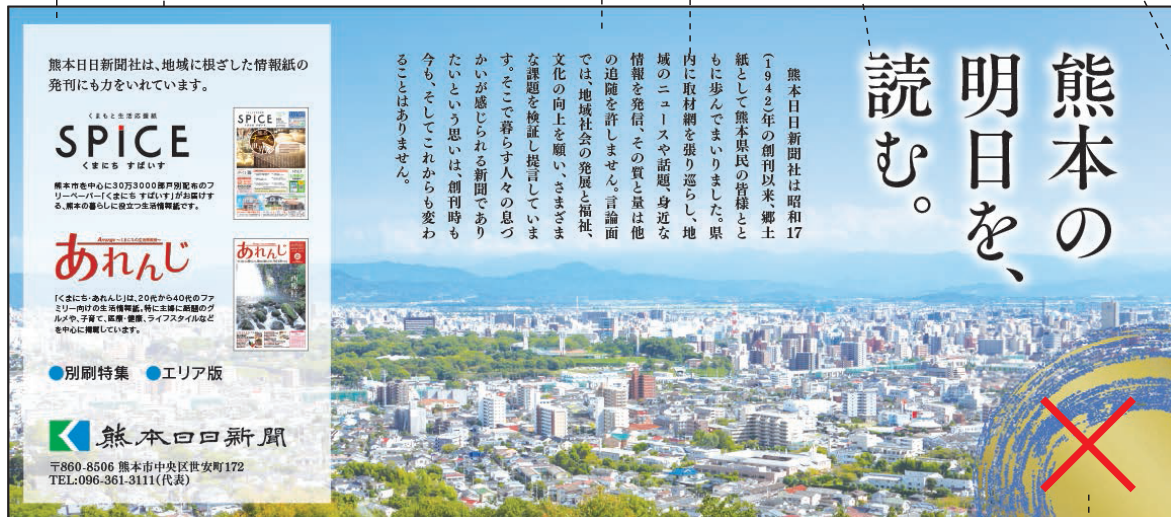 熊本の
明日を、
読む。
熊本日日新聞社は昭和17
(1942)年の創刊以来、郷土
紙として熊本県民の皆様とと
もに歩んでまいりました。県
内に取材網を張り巡らし、地
域のニュースや話題、身近な
情報を発信、その質と量は他
の追随を許しません。言論面
では、地域社会の発展と福祉、
文化の向上を願い、さまざま
な課題を検証し提言していま
す。そこで暮らす人々の息づ
かいが感じられる新聞であり
たいという思いは、創刊時も
今も、そしてこれからも変わ
ることはありません。
熊本日日新聞社は、地域に根ざした情報紙の
発刊にも力をいれています。
くまもと生活応援紙
SPiCE
くまにち すぱいす
熊本市を中心に30万3000部戸別配布のフ
リーペーパー「くまにち すぱいす」がお届けす
る、熊本の暮らしに役立つ生活情報紙です。
SPiCE
あれんじ
「くまにち・あれんじ」は、20代から40代のファ
ミリー向けの生活情報紙。特に主婦に話題のグ
ルメや、子育て、医療・健康、ライフスタイルなど
を中心に掲載しています。
あれんじ
●別刷特集 ●エリア版
熊本日日新聞
〒860-8506 熊本市中央区世安町172
TEL:096-361-3111(代表)